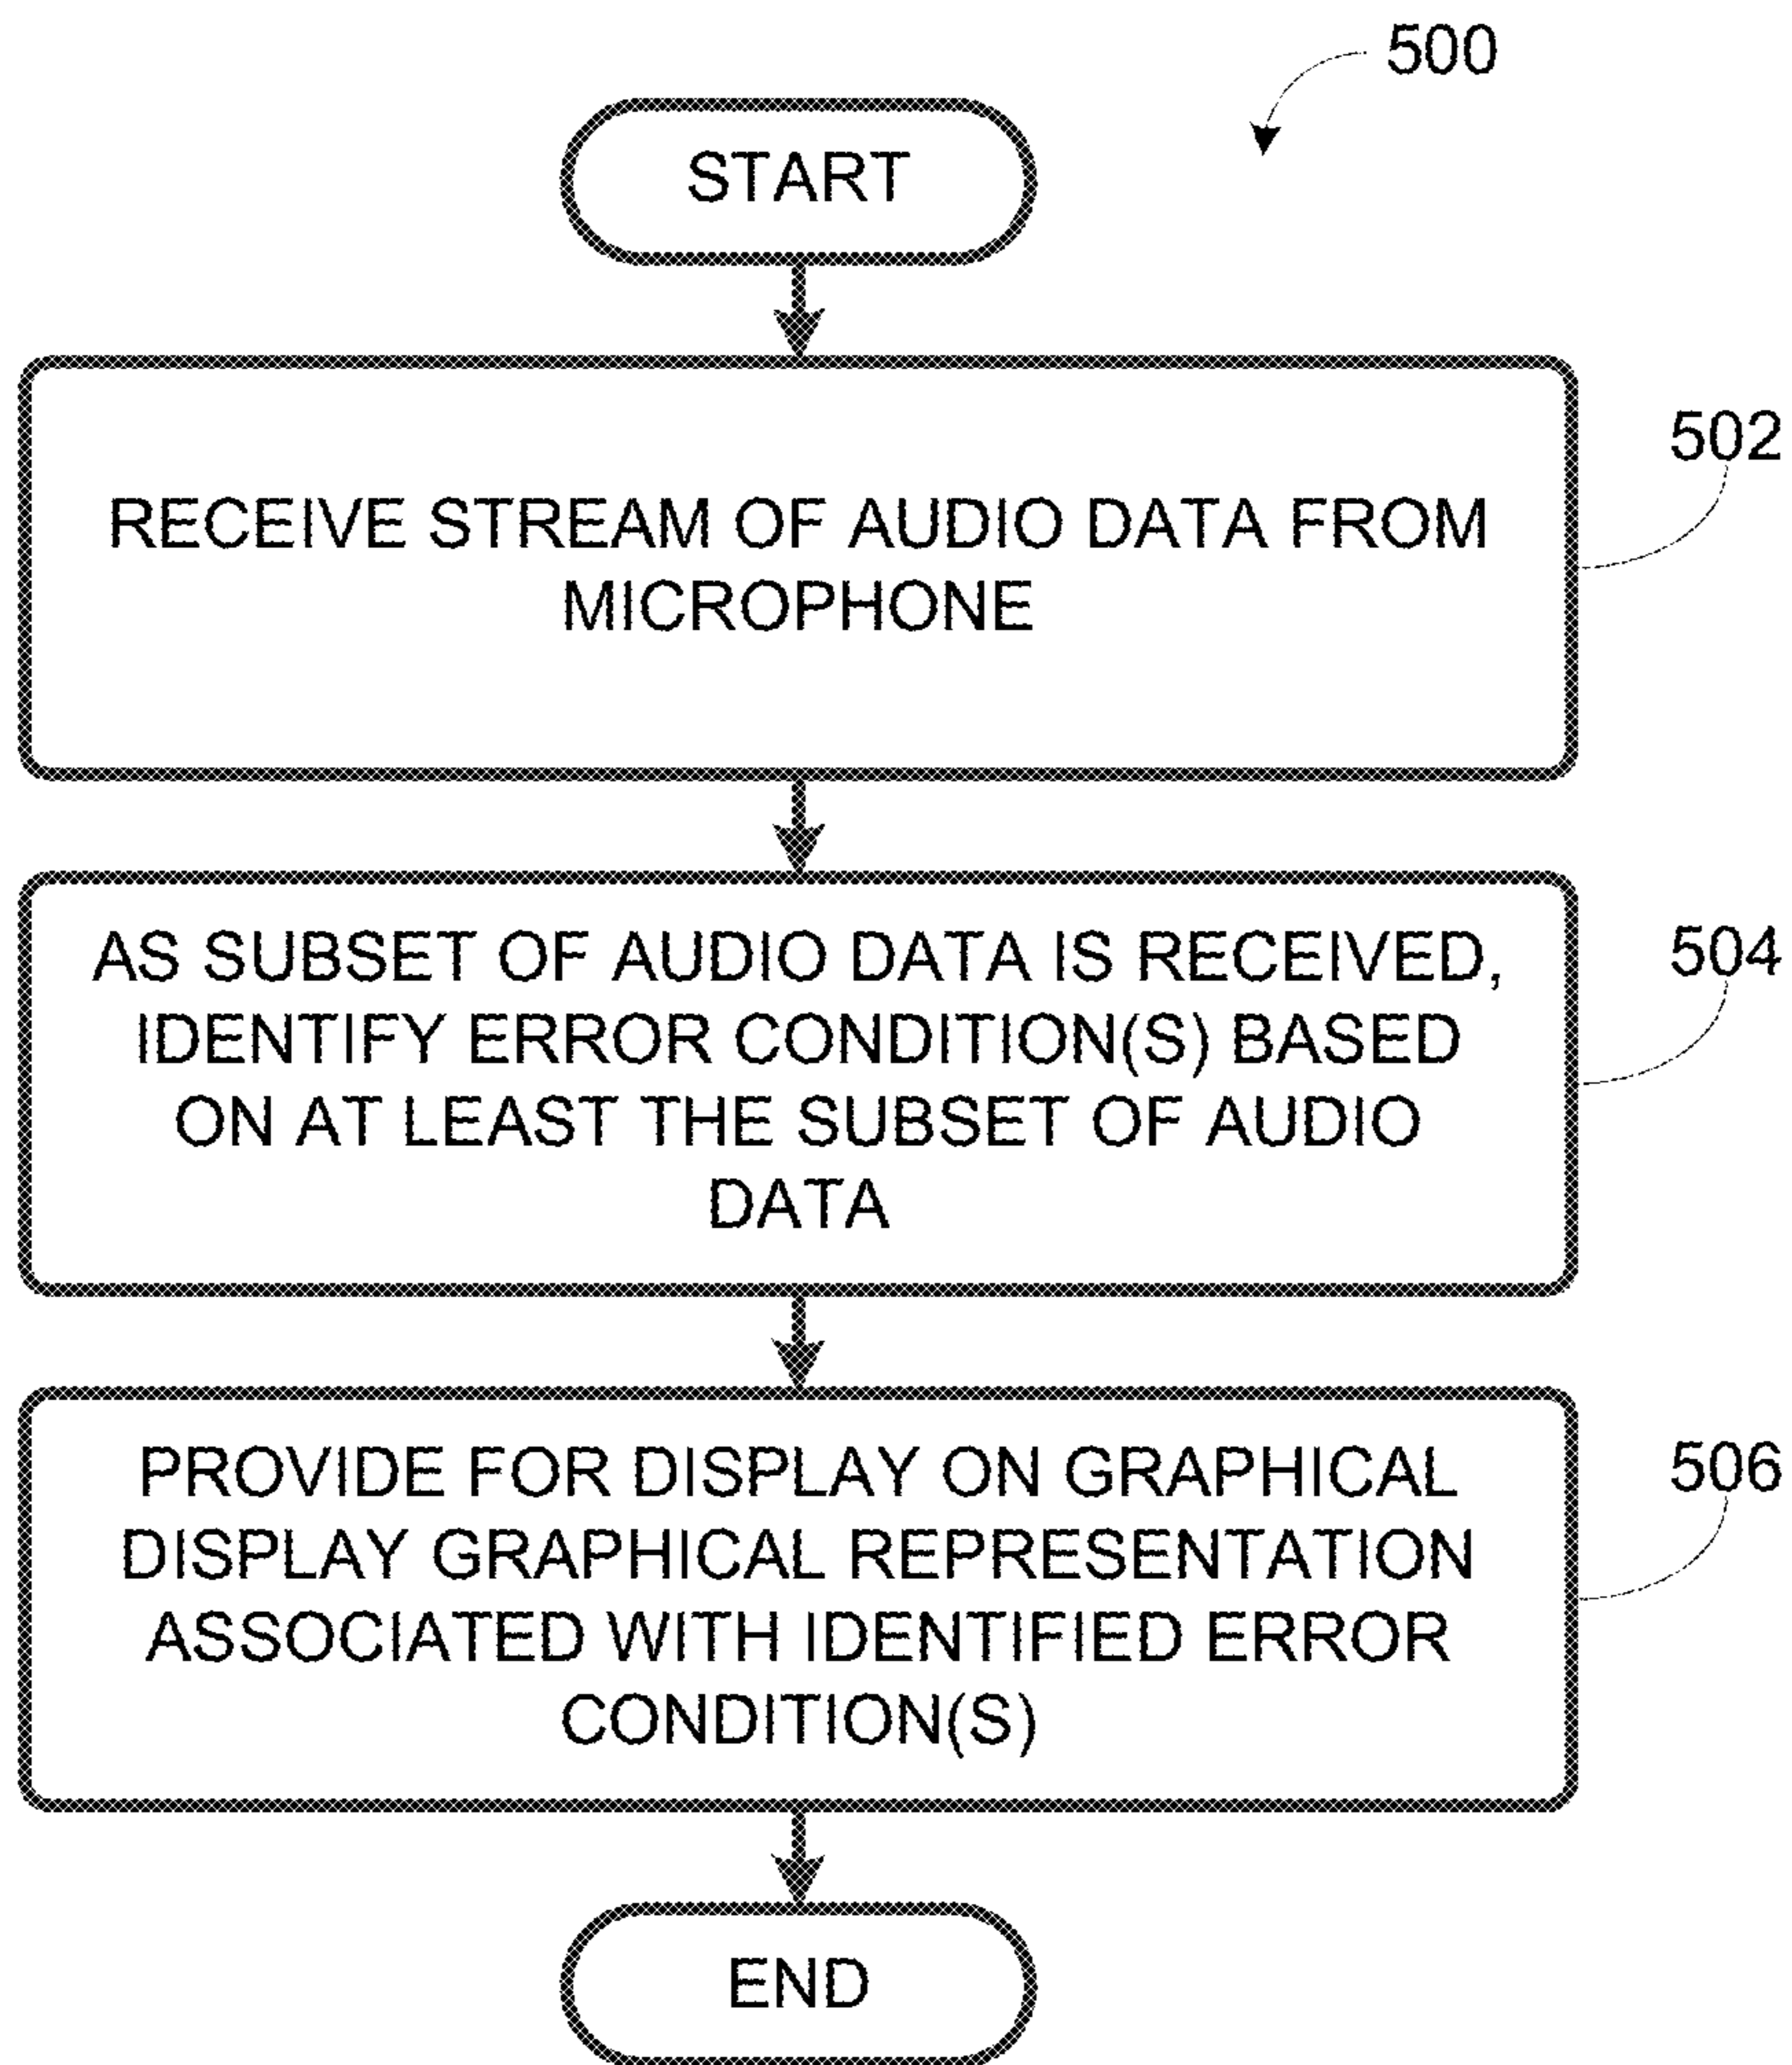 500
START
RECEIVE STREAM OF AUDIO DATA FROM
MICROPHONE
502
AS SUBSET OF AUDIO DATA IS RECEIVED,
IDENTIFY ERROR CONDITION(S) BASED
ON AT LEAST THE SUBSET OF AUDIO
DATA
504
PROVIDE FOR DISPLAY ON GRAPHICAL
DISPLAY GRAPHICAL REPRESENTATION
ASSOCIATED WITH IDENTIFIED ERROR
CONDITION(S)
506
END